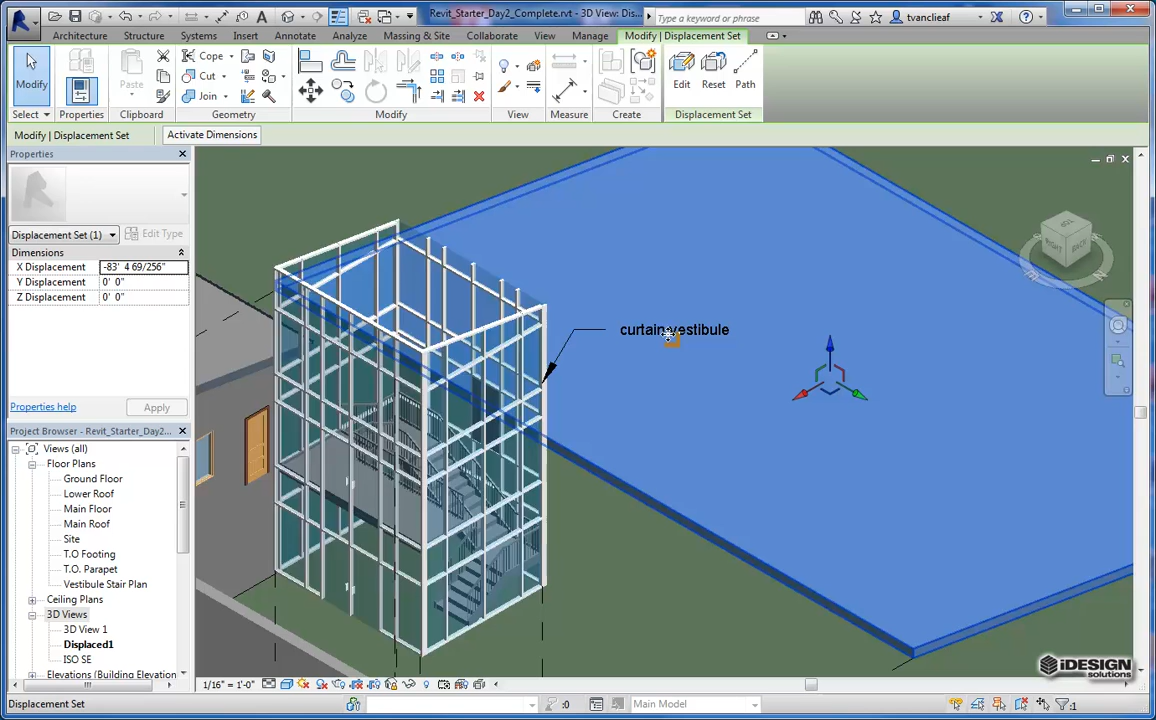 Revit_Starter_Day2_Complete.rvt - 3D View: Dis...
Type a keyword or phrase
tvanclief
Architecture Structure Systems Insert Annotate Analyze Massing & Site Collaborate View Manage Modify | Displacement Set
Modify
Paste
Cope
Cut
Join
Edit Reset Path
Select Properties Clipboard Geometry Modify View Measure Create Displacement Set
Modify | Displacement Set Activate Dimensions
Properties
Displacement Set (1) Edit Type
Dimensions
X Displacement -83' 4 69/256"
Y Displacement 0' 0"
Z Displacement 0' 0"
Properties help Apply
Project Browser - Revit_Starter_Day2...
Views (all)
Floor Plans
Ground Floor
Lower Roof
Main Floor
Main Roof
Site
T.O Footing
T.O. Parapet
Vestibule Stair Plan
Ceiling Plans
3D Views
3D View 1
Displaced1
ISO SE
Elevations (Building Elevation
curtain vestibule
RIGHT BACK
iDESIGN
solutions
1/16" = 1'-0"
Displacement Set
:0
Main Model
:1